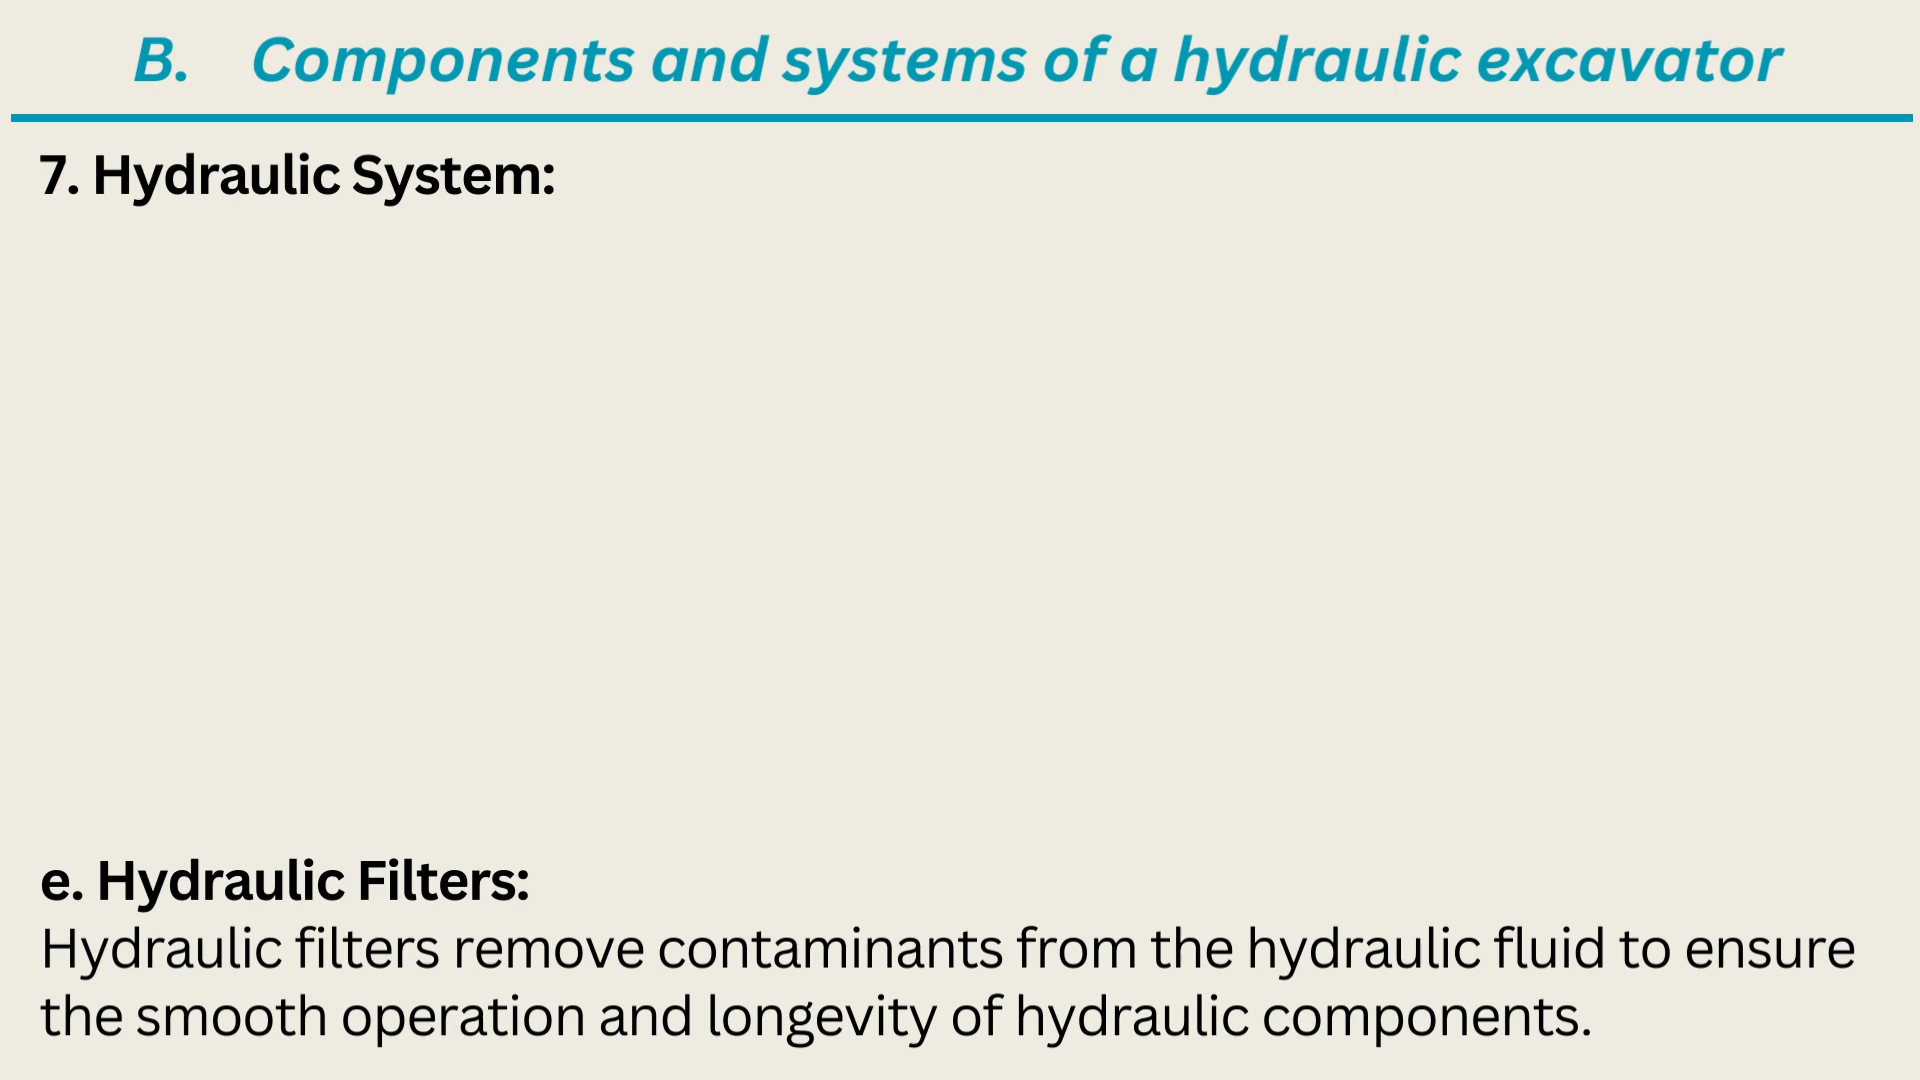 B. Components and systems of a hydraulic excavator
7. Hydraulic System:
e. Hydraulic Filters:
Hydraulic filters remove contaminants from the hydraulic fluid to ensure
the smooth operation and longevity of hydraulic components.